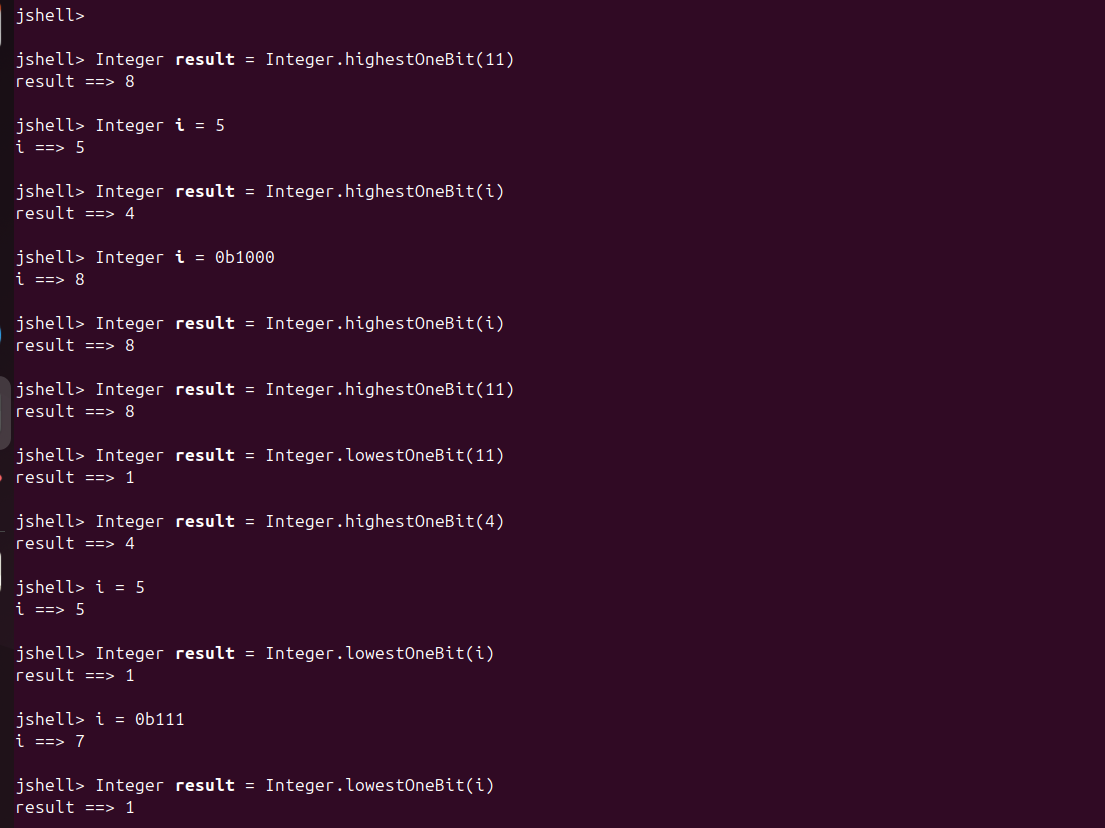 jshell>
jshell> Integer result = Integer.highestOneBit(11)
result ==> 8
jshell> Integer i = 5
i ==> 5
jshell> Integer result = Integer.highestOneBit(i)
result ==> 4
jshell> Integer i = 0b1000
i ==> 8
jshell> Integer result = Integer.highestOneBit(i)
result ==> 8
jshell> Integer result = Integer.highestOneBit(11)
result ==> 8
jshell> Integer result = Integer.lowestOneBit(11)
result ==> 1
jshell> Integer result = Integer.highestOneBit(4)
result ==> 4
jshell> i = 5
i ==> 5
jshell> Integer result = Integer.lowestOneBit(i)
result ==> 1
jshell> i = 0b111
i ==> 7
jshell> Integer result = Integer.lowestOneBit(i)
result ==> 1